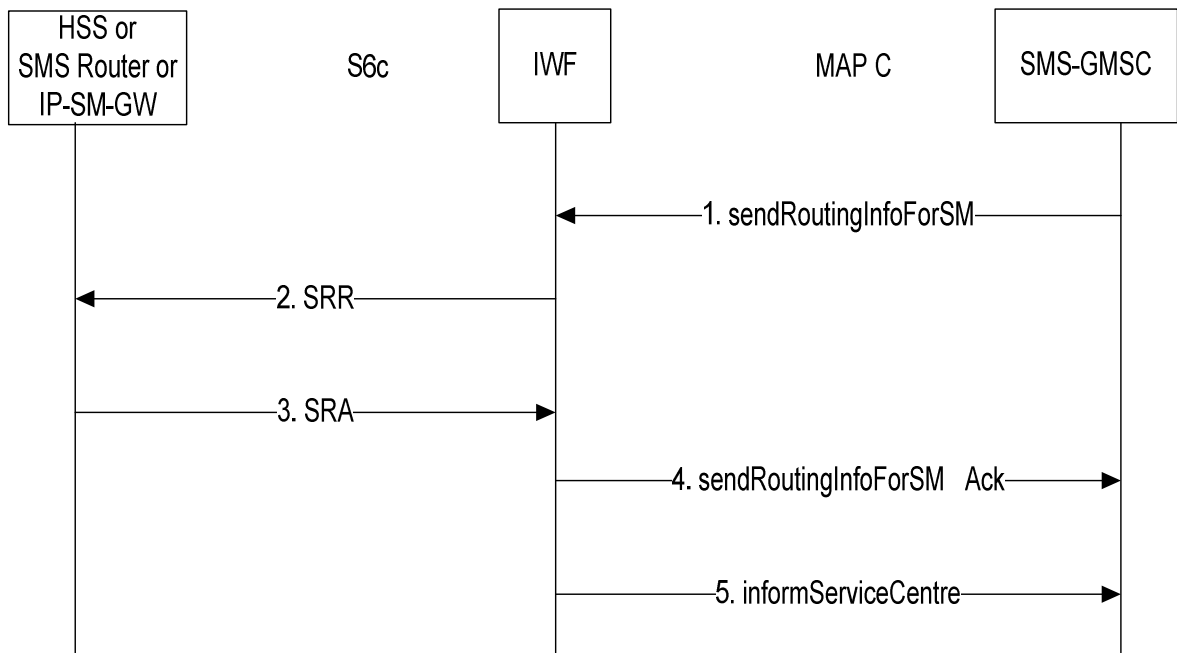 HSS or
SMS Router or
IP-SM-GW
S6c
IWF
MAP C
SMS-GMSC
1. sendRoutingInfoForSM
2. SRR
3. SRA
4. sendRoutingInfoForSM Ack
5. informServiceCentre